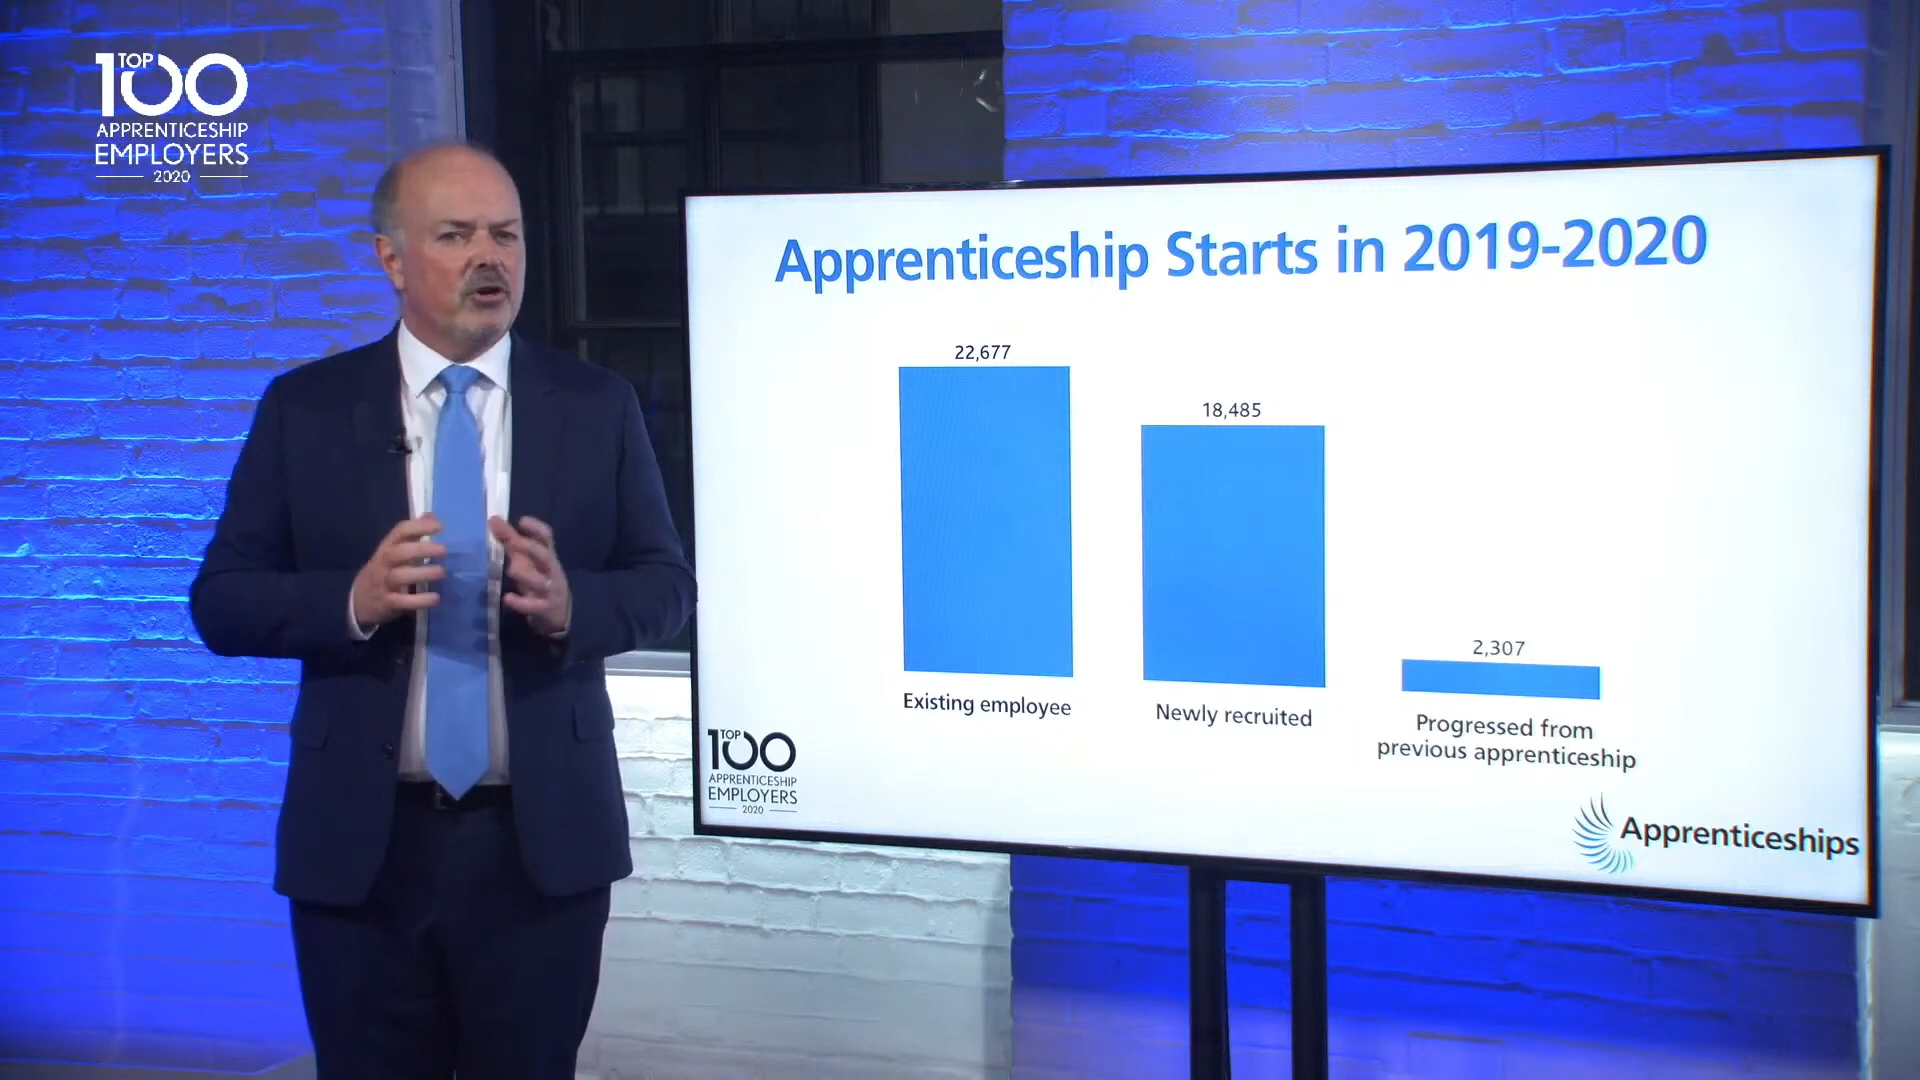 TOP
100
APPRENTICESHIP
EMPLOYERS
2020
Apprenticeship Starts in 2019-2020
22,677
18,485
2,307
Existing employee
Newly recruited
Progressed from
previous apprenticeship
TOP
100
APPRENTICESHIP
EMPLOYERS
2020
Apprenticeships